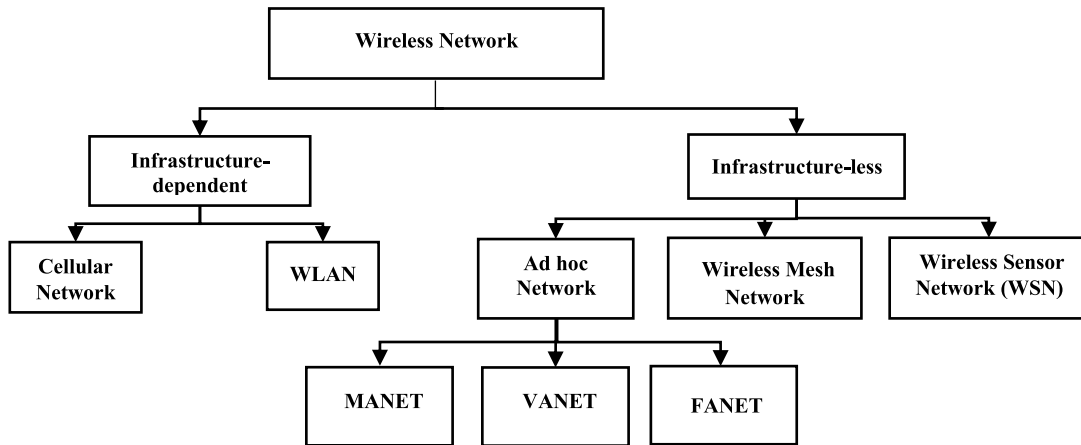 Wireless Network
Infrastructure-
dependent
Infrastructure-less
Cellular
Network
WLAN
Ad hoc
Network
Wireless Mesh
Network
Wireless Sensor
Network (WSN)
MANET
VANET
FANET